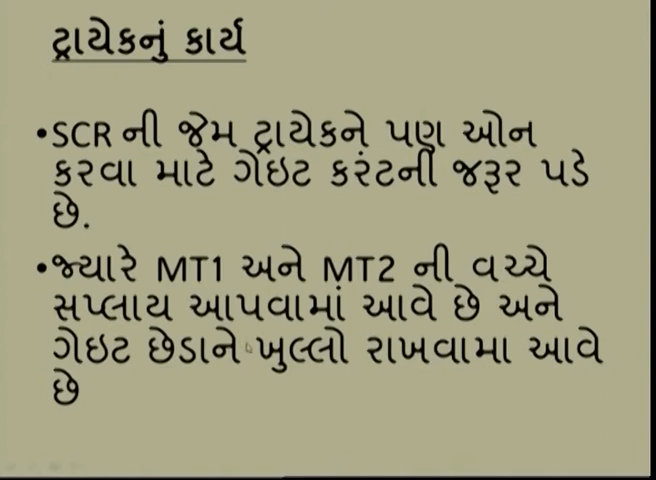 ટ્રાયેકનું કાર્ય
•SCR ની જેમ ટ્રાયેકને પણ ઓન
કરવા માટે ગેઇટ કરંટની જરૂર પડે
છે.
•જ્યારે MT1 અને MT2 ની વચ્ચે
સપ્લાય આપવામાં આવે છે અને
ગેઇટ છેડાને ખુલ્લો રાખવામા આવે
છે